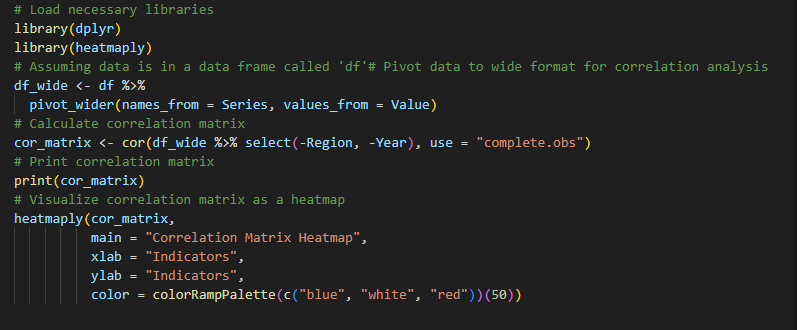 # Load necessary libraries
library(dplyr)
library(heatmaply)
# Assuming data is in a data frame called 'df'# Pivot data to wide format for correlation analysis
df_wide <- df %>%
  pivot_wider(names_from = Series, values_from = Value)
# Calculate correlation matrix
cor_matrix <- cor(df_wide %>% select(-Region, -Year), use = "complete.obs")
# Print correlation matrix
print(cor_matrix)
# Visualize correlation matrix as a heatmap
heatmaply(cor_matrix,
          main = "Correlation Matrix Heatmap",
          xlab = "Indicators",
          ylab = "Indicators",
          color = colorRampPalette(c("blue", "white", "red"))(50))